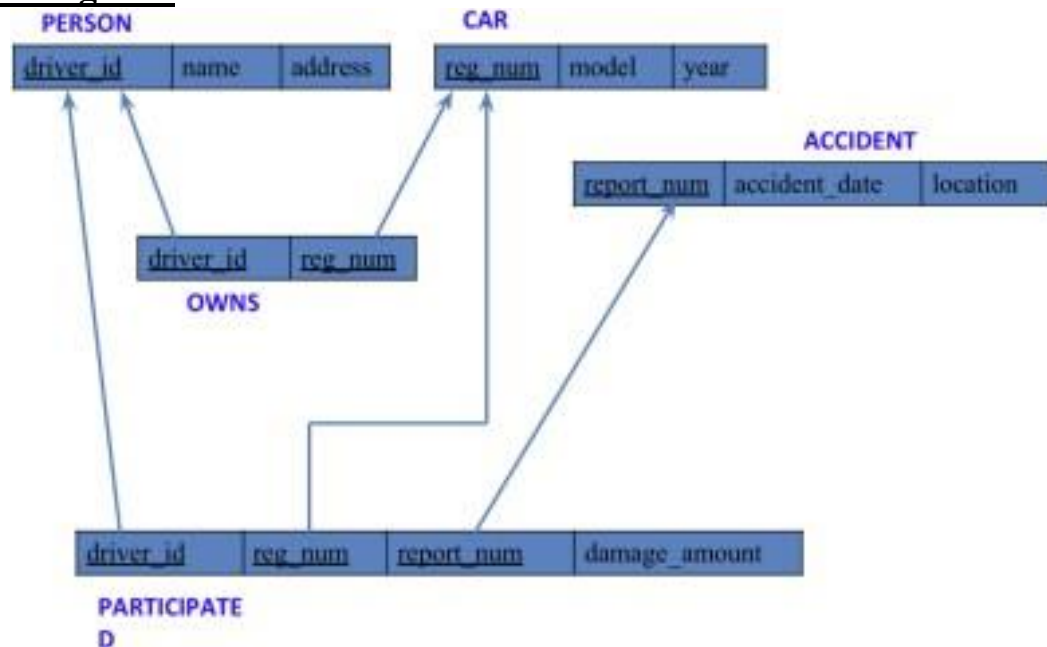 PERSON
CAR
driver_id name address
reg_num model year
ACCIDENT
report_num accident_date location
driver_id reg_num
OWNS
driver_id reg_num report_num damage_amount
PARTICIPATE
D